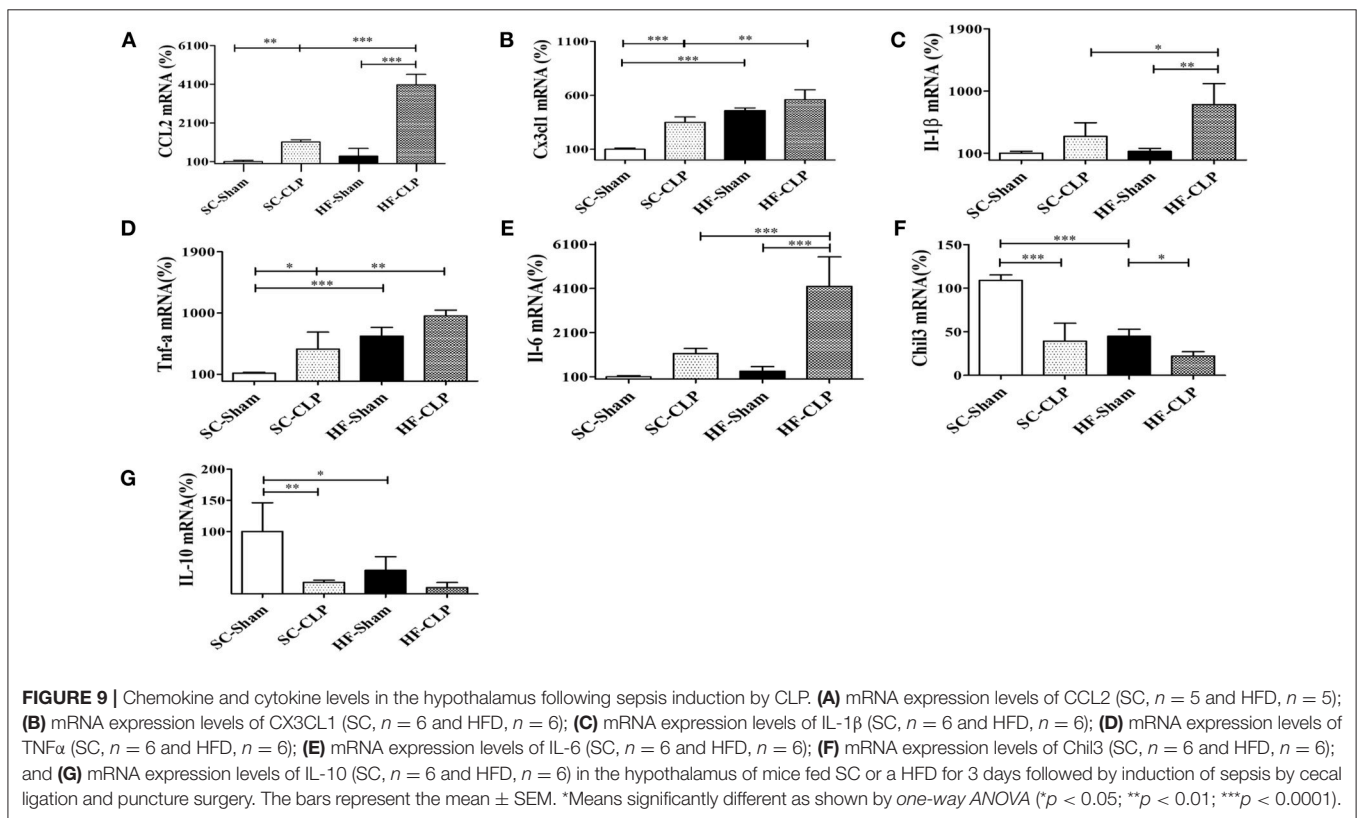 A
CCL2 mRNA (%)
6100
4100
2100
100
**
***
***
SC-Sham
SC-CLP
HF-Sham
HF-CLP
B
Cx3cl1 mRNA (%)
1100
600
100
***
**
***
SC-Sham
SC-CLP
HF-Sham
HF-CLP
C
Il-1β mRNA (%)
1900
1000
100
*
**
SC-Sham
SC-CLP
HF-Sham
HF-CLP
D
Tnf-a mRNA(%)
1900
1000
100
*
**
***
SC-Sham
SC-CLP
HF-Sham
HF-CLP
E
Il-6 mRNA(%)
6100
4100
2100
100
***
***
SC-Sham
SC-CLP
HF-Sham
HF-CLP
F
Chil3 mRNA(%)
150
100
50
0
***
***
*
SC-Sham
SC-CLP
HF-Sham
HF-CLP
G
IL-10 mRNA(%)
200
150
100
*
**
SC-Sham
SC-CLP
HF-Sham
HF-CLP
FIGURE 9 | Chemokine and cytokine levels in the hypothalamus following sepsis induction by CLP. (A) mRNA expression levels of CCL2 (SC, n = 5 and HFD, n = 5);
(B) mRNA expression levels of CX3CL1 (SC, n = 6 and HFD, n = 6); (C) mRNA expression levels of IL-1β (SC, n = 6 and HFD, n = 6); (D) mRNA expression levels of
TNFα (SC, n = 6 and HFD, n = 6); (E) mRNA expression levels of IL-6 (SC, n = 6 and HFD, n = 6); (F) mRNA expression levels of Chil3 (SC, n = 6 and HFD, n = 6);
and (G) mRNA expression levels of IL-10 (SC, n = 6 and HFD, n = 6) in the hypothalamus of mice fed SC or a HFD for 3 days followed by induction of sepsis by cecal
ligation and puncture surgery. The bars represent the mean ± SEM. *Means significantly different as shown by one-way ANOVA (*p < 0.05; **p < 0.01; ***p < 0.0001).